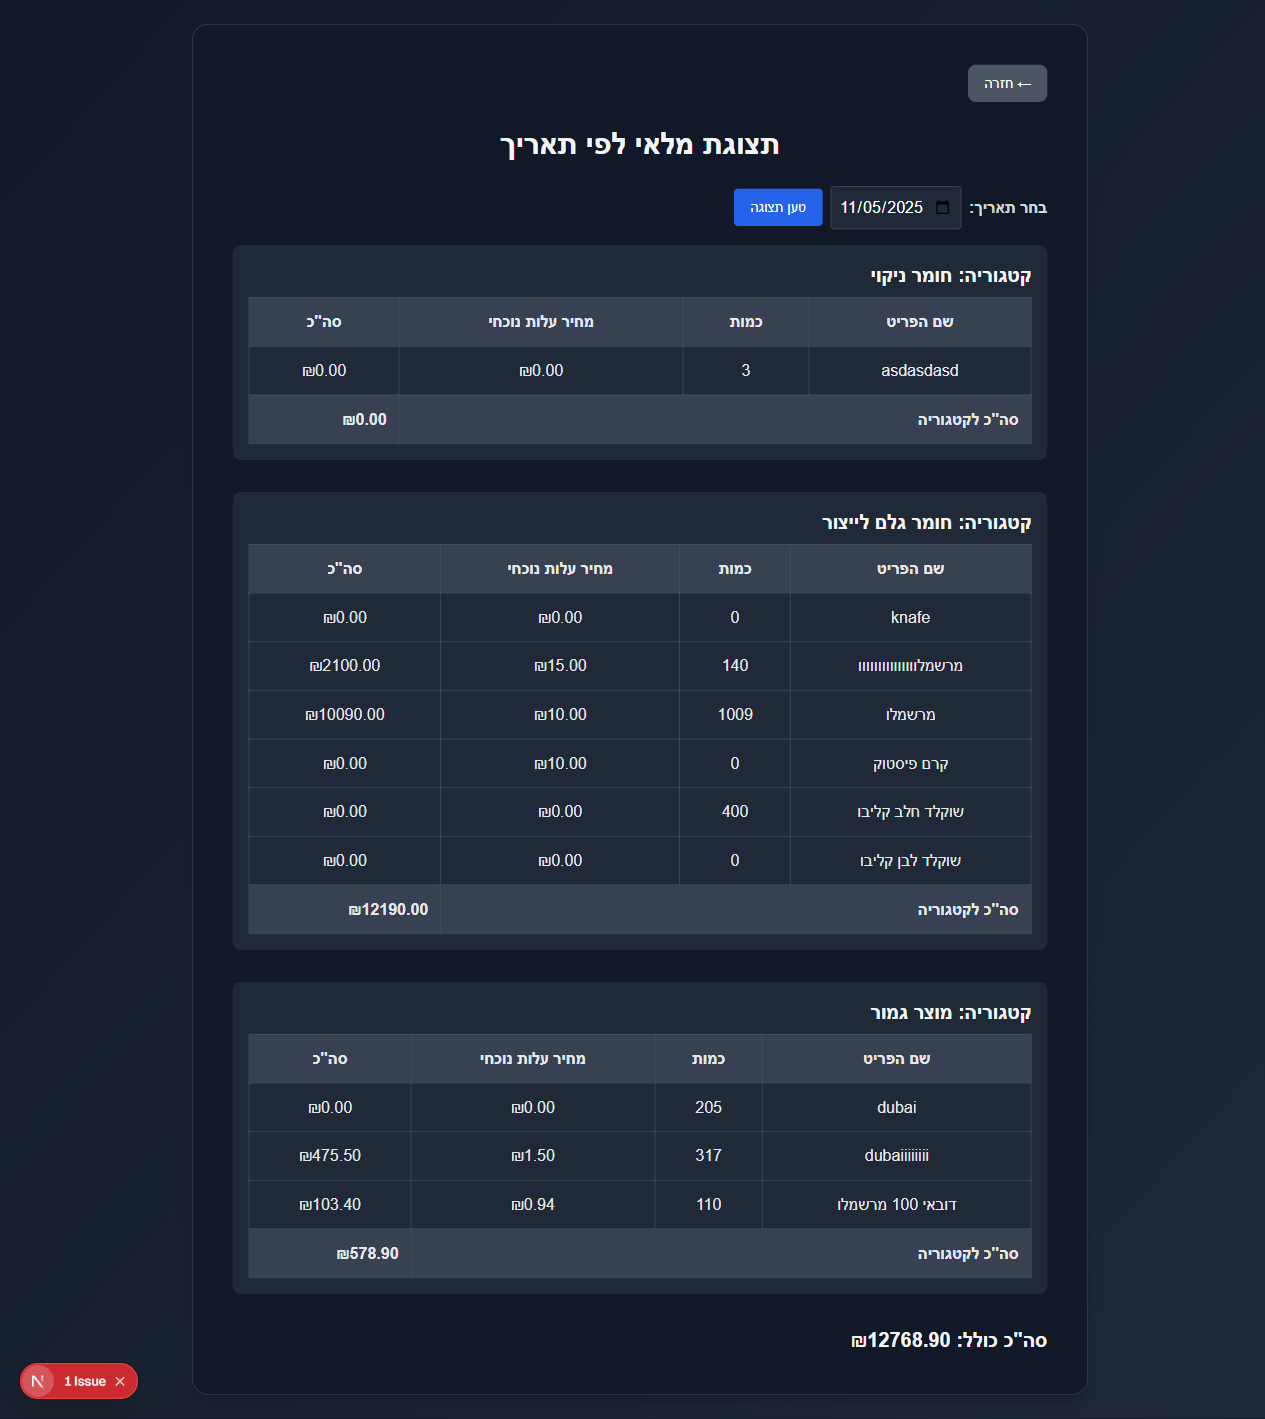 ← חזרה
תצוגת מלאי לפי תאריך
בחר תאריך: 11/05/2025 טען תצוגה
קטגוריה: חומר ניקוי
שם הפריט כמות מחיר עלות נוכחי סה"כ
asdasdasd 3 ₪0.00 ₪0.00
סה"כ לקטגוריה ₪0.00
קטגוריה: חומר גלם לייצור
שם הפריט כמות מחיר עלות נוכחי סה"כ
knafe 0 ₪0.00 ₪0.00
מרשמלוווווווווווווווו 140 ₪15.00 ₪2100.00
מרשמלו 1009 ₪10.00 ₪10090.00
קרם פיסטוק 0 ₪10.00 ₪0.00
שוקלד חלב קליבו 400 ₪0.00 ₪0.00
שוקלד לבן קליבו 0 ₪0.00 ₪0.00
סה"כ לקטגוריה ₪12190.00
קטגוריה: מוצר גמור
שם הפריט כמות מחיר עלות נוכחי סה"כ
dubai 205 ₪0.00 ₪0.00
dubaiiiiiiii 317 ₪1.50 ₪475.50
דובאי 100 מרשמלו 110 ₪0.94 ₪103.40
סה"כ לקטגוריה ₪578.90
סה"כ כולל: ₪12768.90
N 1 Issue ×